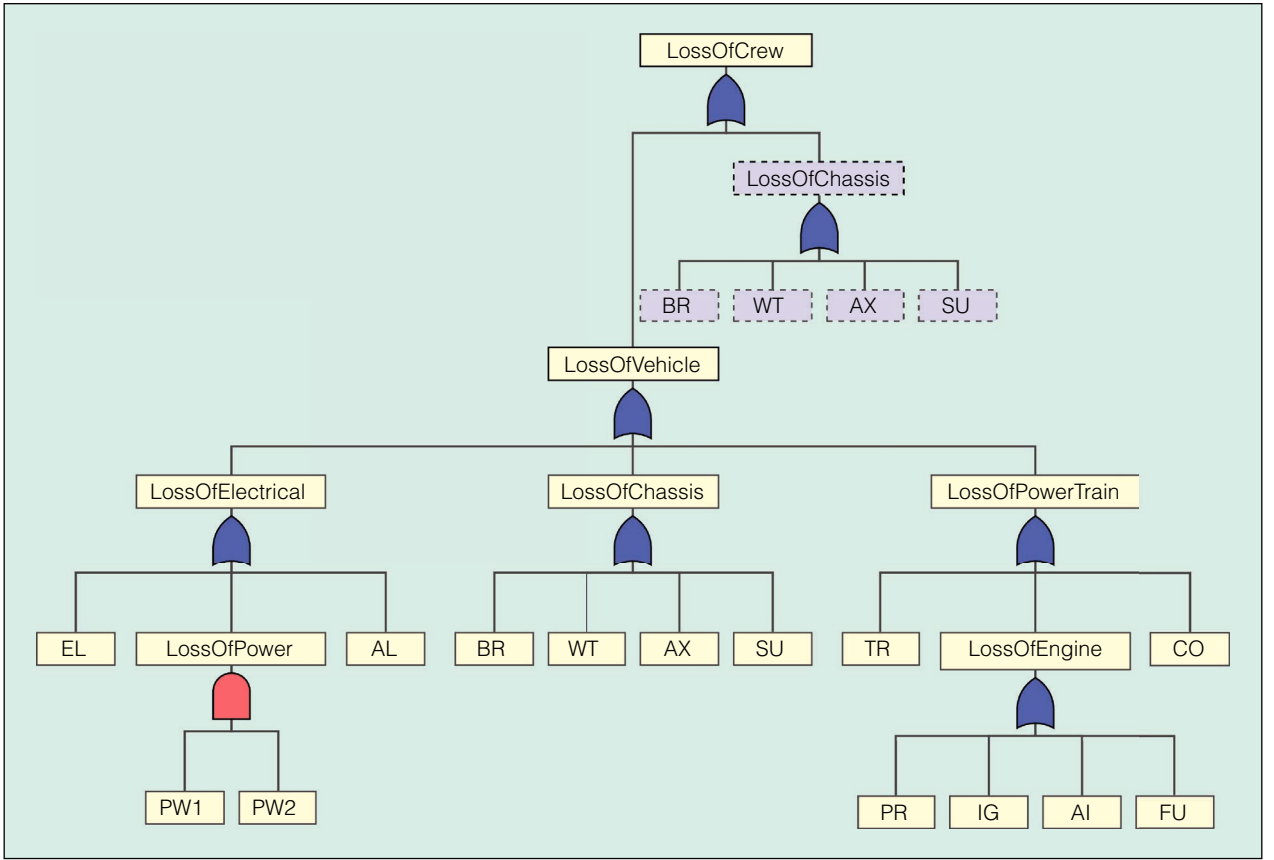 LossOfCrew
LossOfChassis
BR WT AX SU
LossOfVehicle
LossOfElectrical LossOfChassis LossOfPowerTrain
EL LossOfPower AL BR WT AX SU TR LossOfEngine CO
PW1 PW2 PR IG AI FU